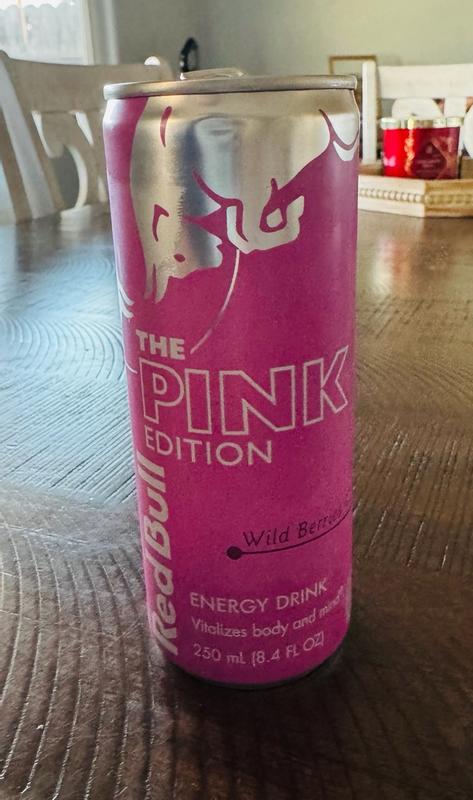 THE
PINK
EDITION
Red Bull
Wild Berries
ENERGY DRINK
Vitalizes body and mind®
250 mL (8.4 FL OZ)